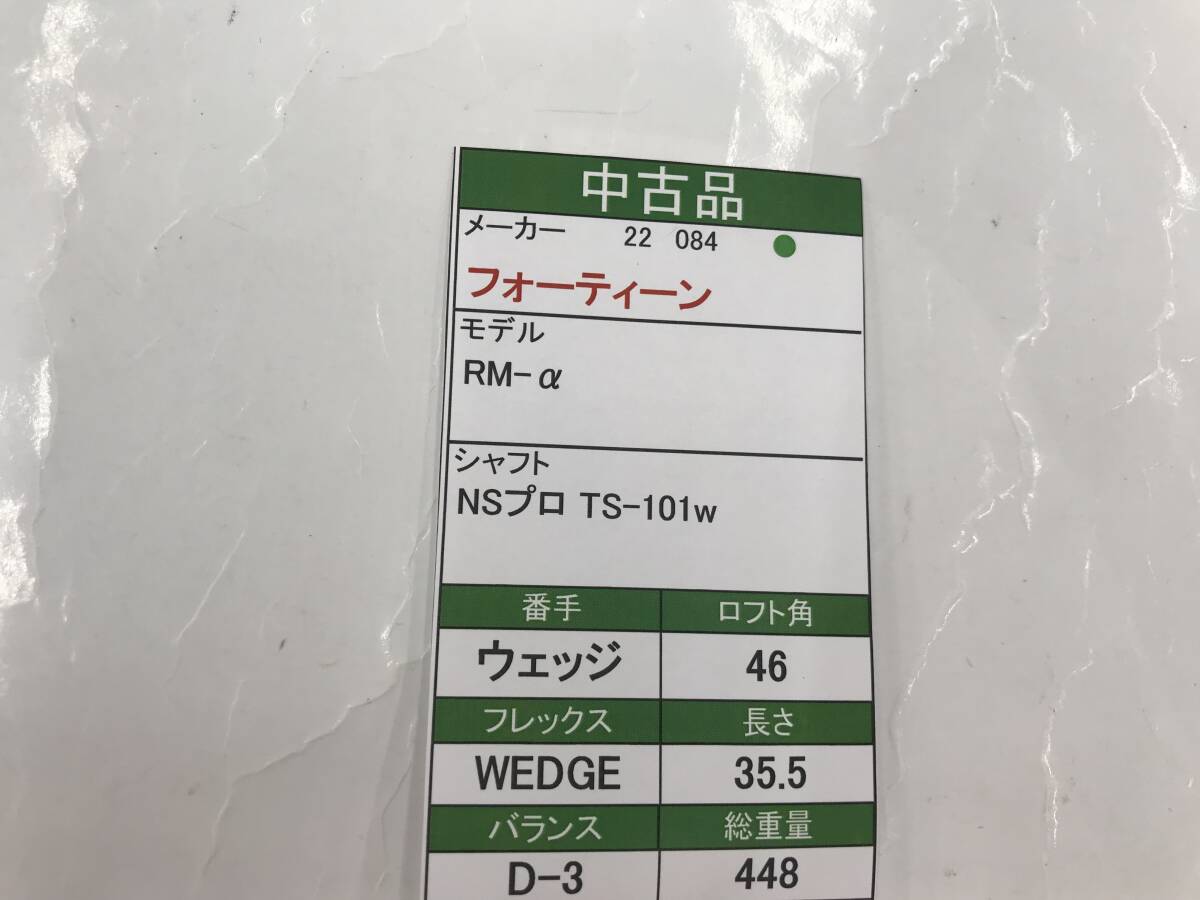 中古品
メーカー 22 084
フォーティーン
モデル
RM-α
シャフト
NSプロ TS-101w
番手 ロフト角
ウェッジ 46
フレックス 長さ
WEDGE 35.5
バランス 総重量
D-3 448